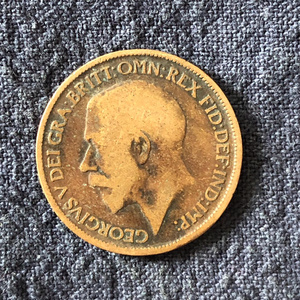 GEORGIVS V DEI GRA: BRITT: OMN: REX FID: DEF: IND: IMP: